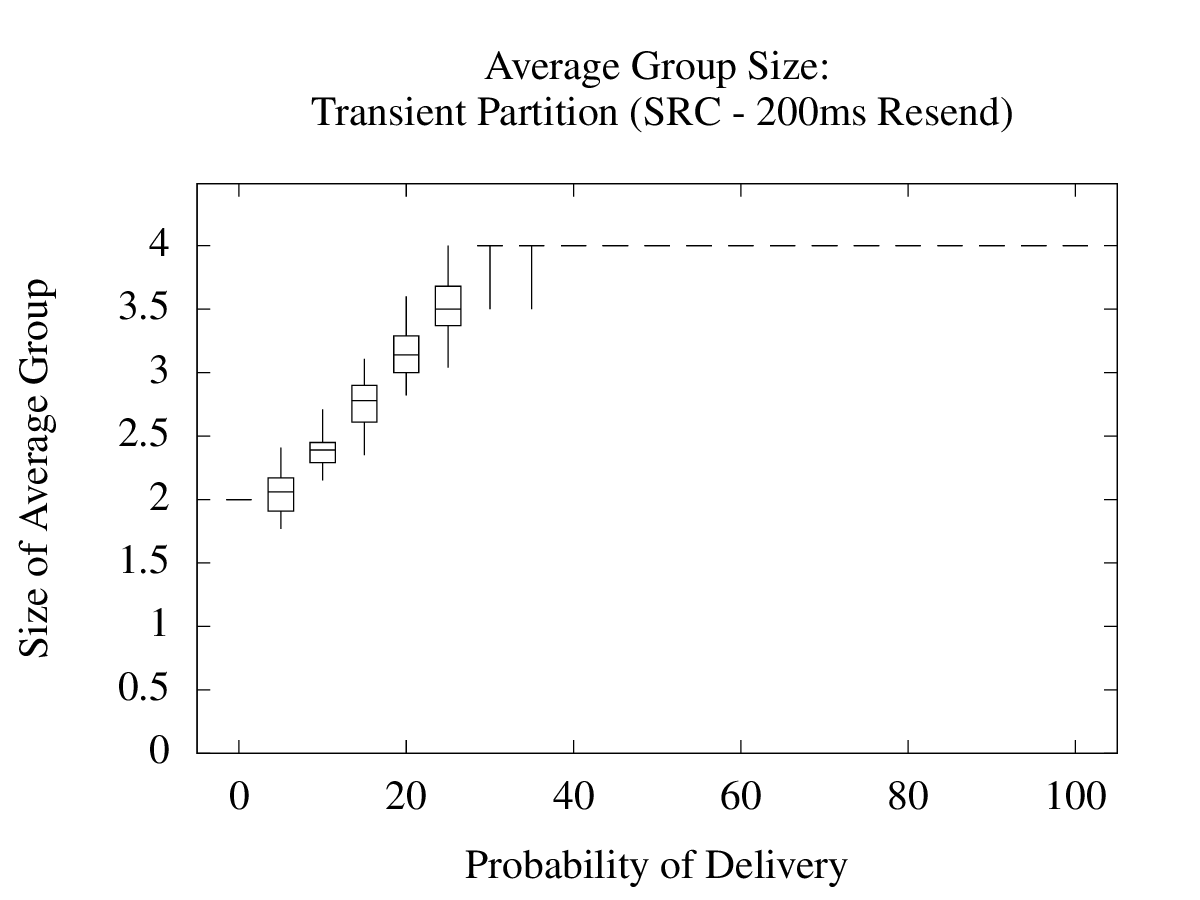 Average Group Size:
Transient Partition (SRC - 200ms Resend)
Size of Average Group
4
3.5
3
2.5
2
1.5
1
0.5
0
0 20 40 60 80 100
Probability of Delivery